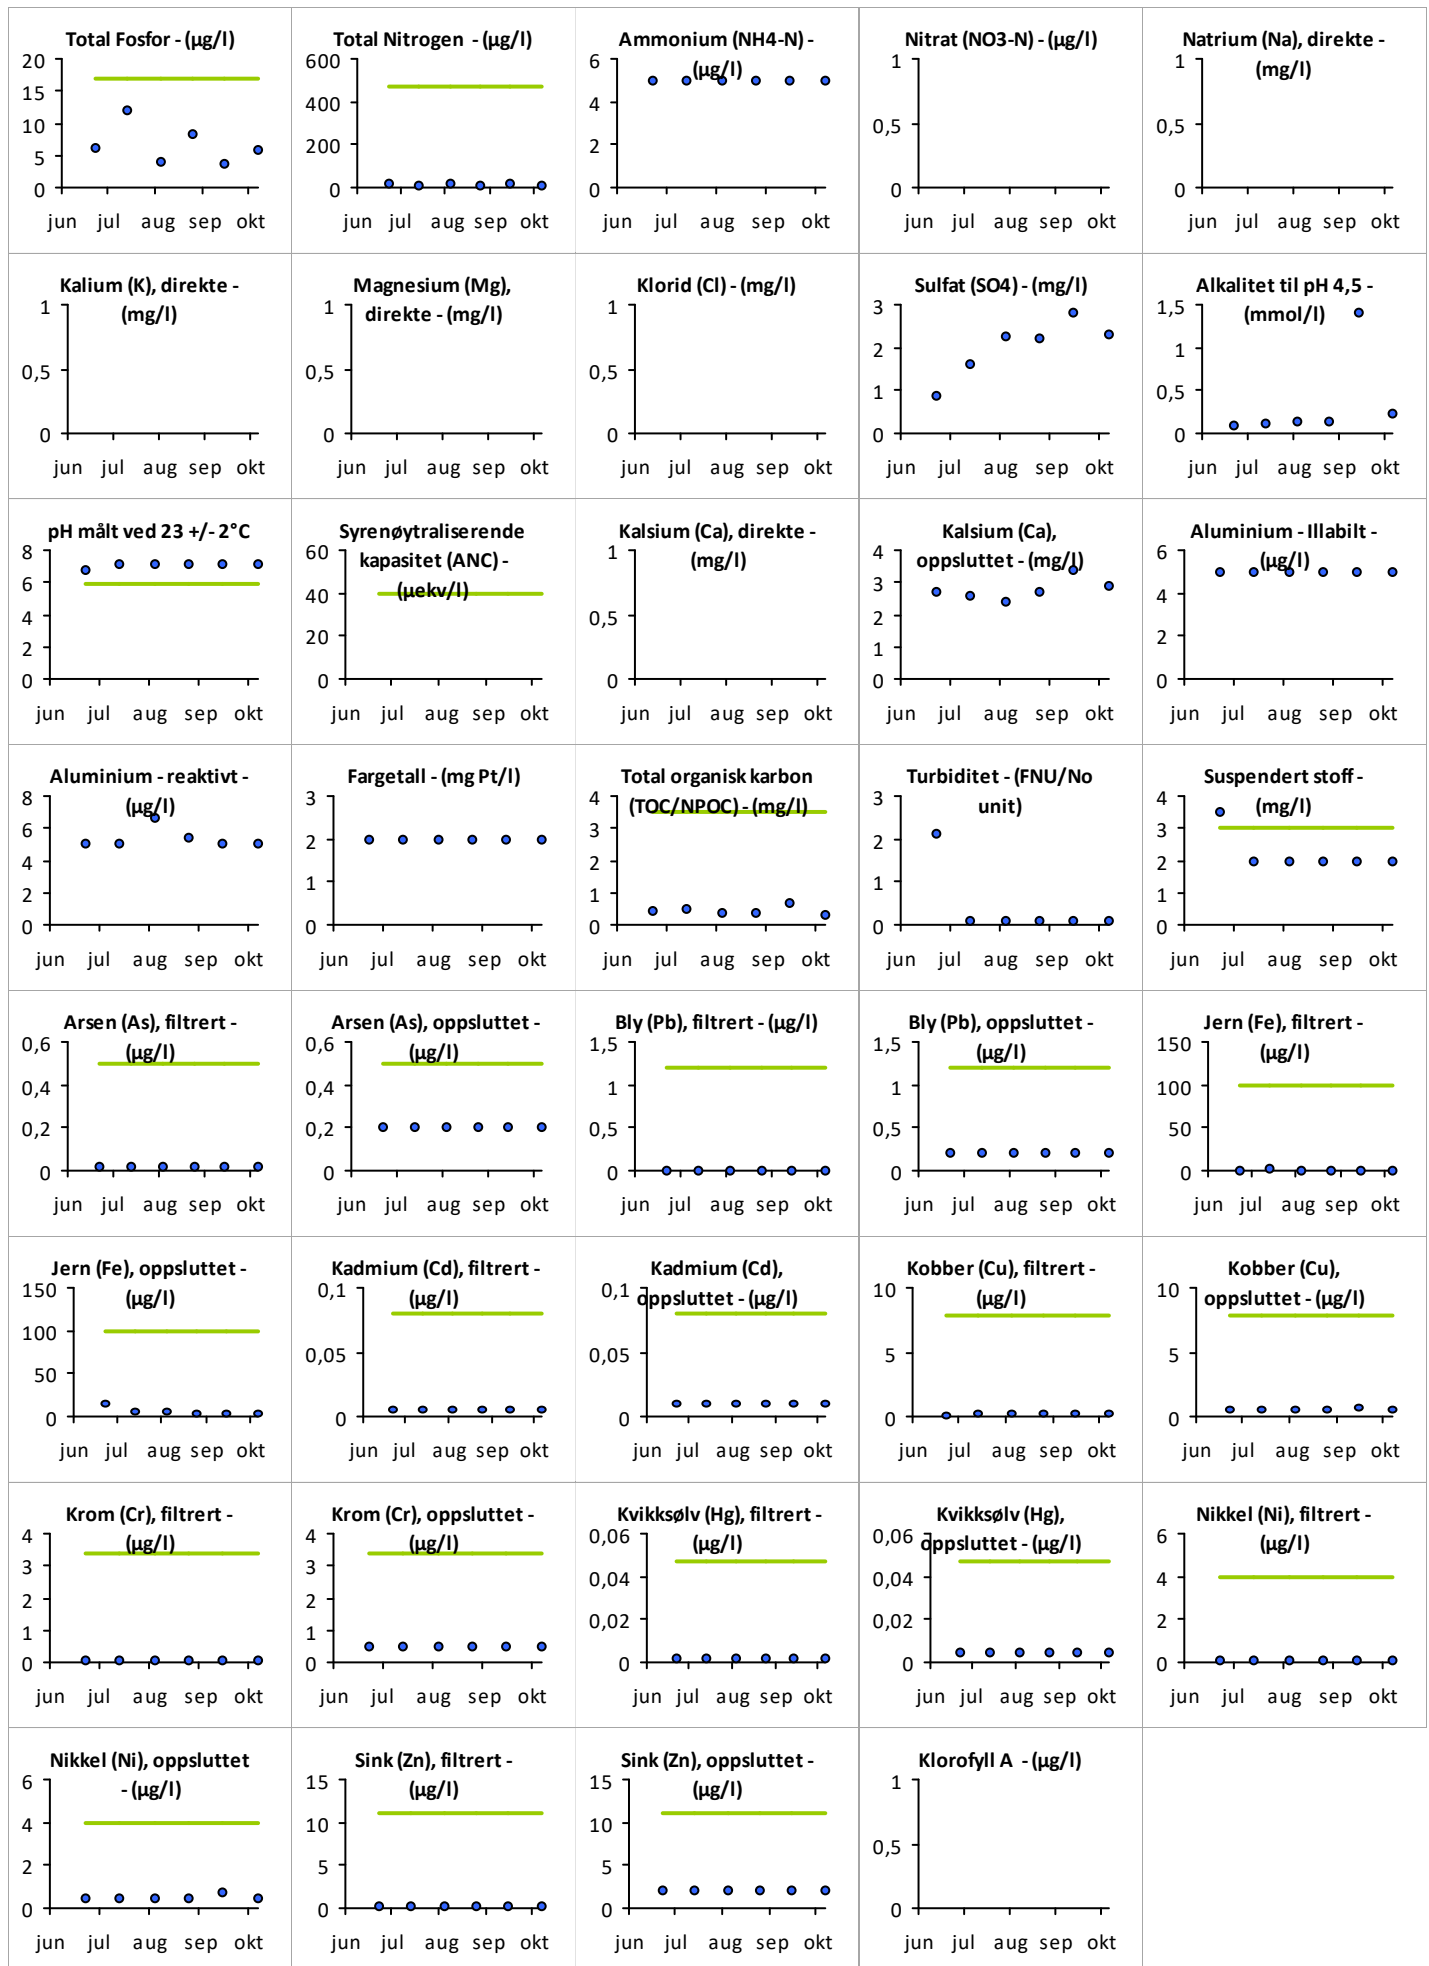 Total Fosfor - (µg/l)
20
15
10
5
0
jun jul aug sep okt
Total Nitrogen - (µg/l)
600
400
200
0
jun jul aug sep okt
Ammonium (NH4-N) -
(µg/l)
6
4
2
0
jun jul aug sep okt
Nitrat (NO3-N) - (µg/l)
1
0,5
0
jun jul aug sep okt
Natrium (Na), direkte -
(mg/l)
1
0,5
0
jun jul aug sep okt
Kalium (K), direkte -
(mg/l)
1
0,5
0
jun jul aug sep okt
Magnesium (Mg),
direkte - (mg/l)
1
0,5
0
jun jul aug sep okt
Klorid (Cl) - (mg/l)
1
0,5
0
jun jul aug sep okt
Sulfat (SO4) - (mg/l)
3
2
1
0
jun jul aug sep okt
Alkalitet til pH 4,5 -
(mmol/l)
1,5
1
0,5
0
jun jul aug sep okt
pH målt ved 23 +/- 2°C
8
6
4
2
0
jun jul aug sep okt
Syrenøytraliserende
kapasitet (ANC) -
(µekv/l)
60
40
20
0
jun jul aug sep okt
Kalsium (Ca), direkte -
(mg/l)
1
0,5
0
jun jul aug sep okt
Kalsium (Ca),
oppsluttet - (mg/l)
4
3
2
1
0
jun jul aug sep okt
Aluminium - Illabilt -
(µg/l)
6
4
2
0
jun jul aug sep okt
Aluminium - reaktivt -
(µg/l)
8
6
4
2
0
jun jul aug sep okt
Fargetall - (mg Pt/l)
3
2
1
0
jun jul aug sep okt
Total organisk karbon
(TOC/NPOC) - (mg/l)
4
3
2
1
0
jun jul aug sep okt
Turbiditet - (FNU/No
unit)
3
2
1
0
jun jul aug sep okt
Suspendert stoff -
(mg/l)
4
3
2
1
0
jun jul aug sep okt
Arsen (As), filtrert -
(µg/l)
0,6
0,4
0,2
0
jun jul aug sep okt
Arsen (As), oppsluttet -
(µg/l)
0,6
0,4
0,2
0
jun jul aug sep okt
Bly (Pb), filtrert - (µg/l)
1,5
1
0,5
0
jun jul aug sep okt
Bly (Pb), oppsluttet -
(µg/l)
1,5
1
0,5
0
jun jul aug sep okt
Jern (Fe), filtrert -
(µg/l)
150
100
50
0
jun jul aug sep okt
Jern (Fe), oppsluttet -
(µg/l)
150
100
50
0
jun jul aug sep okt
Kadmium (Cd), filtrert -
(µg/l)
0,1
0,05
0
jun jul aug sep okt
Kadmium (Cd),
oppsluttet - (µg/l)
0,1
0,05
0
jun jul aug sep okt
Kobber (Cu), filtrert -
(µg/l)
10
5
0
jun jul aug sep okt
Kobber (Cu),
oppsluttet - (µg/l)
10
5
0
jun jul aug sep okt
Krom (Cr), filtrert -
(µg/l)
4
3
2
1
0
jun jul aug sep okt
Krom (Cr), oppsluttet -
(µg/l)
4
3
2
1
0
jun jul aug sep okt
Kvikksølv (Hg), filtrert -
(µg/l)
0,06
0,04
0,02
0
jun jul aug sep okt
Kvikksølv (Hg),
oppsluttet - (µg/l)
0,06
0,04
0,02
0
jun jul aug sep okt
Nikkel (Ni), filtrert -
(µg/l)
6
4
2
0
jun jul aug sep okt
Nikkel (Ni), oppsluttet
- (µg/l)
6
4
2
0
jun jul aug sep okt
Sink (Zn), filtrert -
(µg/l)
15
10
5
0
jun jul aug sep okt
Sink (Zn), oppsluttet -
(µg/l)
15
10
5
0
jun jul aug sep okt
Klorofyll A - (µg/l)
1
0,5
0
jun jul aug sep okt